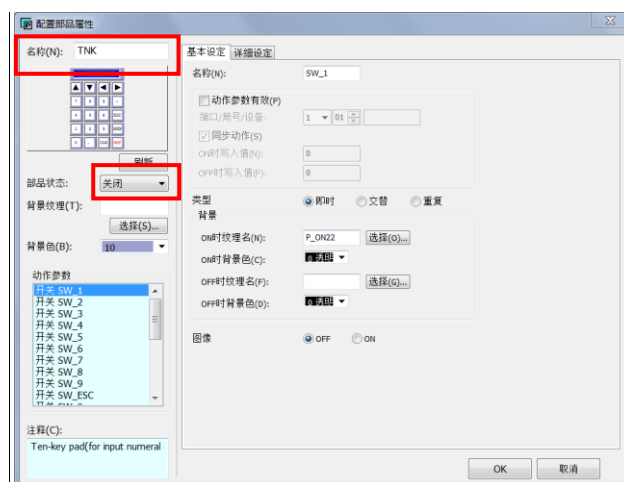 配置部品属性
名称(N): TNK
部品状态: 关闭
背景纹理(T):
选择(S)...
背景色(B): 10
动作参数
开关 SW_1
开关 SW_2
开关 SW_3
开关 SW_4
开关 SW_5
开关 SW_6
开关 SW_7
开关 SW_8
开关 SW_9
开关 SW_ESC
注释(C):
Ten-key pad(for input numeral
基本设定 详细设定
名称(N): SW_1
动作参数有效(P)
端口/局号/设备: 1 01
同步动作(S)
ON时写入值(N): 0
OFF时写入值(F): 0
类型 即时 交替 重复
背景
ON时纹理名(N): P_ON22 选择(O)...
ON时背景色(C): 0 透明
OFF时纹理名(F): 选择(G)...
OFF时背景色(D): 0 透明
图像 OFF ON
OK 取消